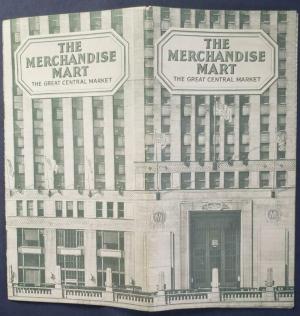 THE
MERCHANDISE
MART
THE GREAT CENTRAL MARKET
THE
MERCHANDISE
MART
THE GREAT CENTRAL MARKET